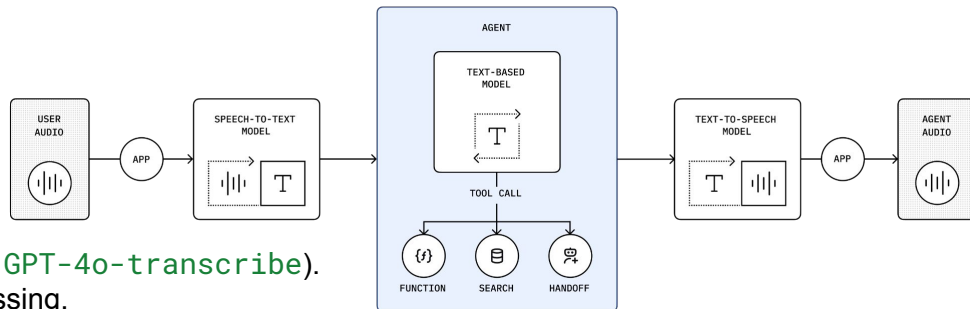 AGENT
TEXT-BASED
MODEL
T
TOOL CALL
FUNCTION
SEARCH
HANDOFF
USER
AUDIO
APP
SPEECH-TO-TEXT
MODEL
T
TEXT-TO-SPEECH
MODEL
T
APP
AGENT
AUDIO
GPT-4o-transcribe).
ssing.